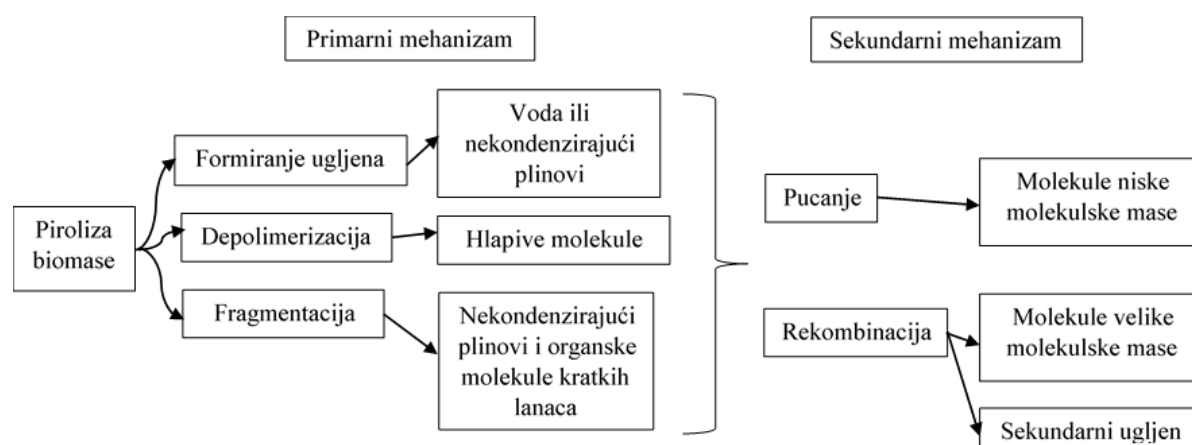 Primarni mehanizam
Sekundarni mehanizam
Piroliza
biomase
Formiranje ugljena
Voda ili
nekondenzirajući
plinovi
Depolimerizacija
Hlapive molekule
Fragmentacija
Nekondenzirajući
plinovi i organske
molekule kratkih
lanaca
Pucanje
Molekule niske
molekulske mase
Rekombinacija
Molekule velike
molekulske mase
Sekundarni ugljen